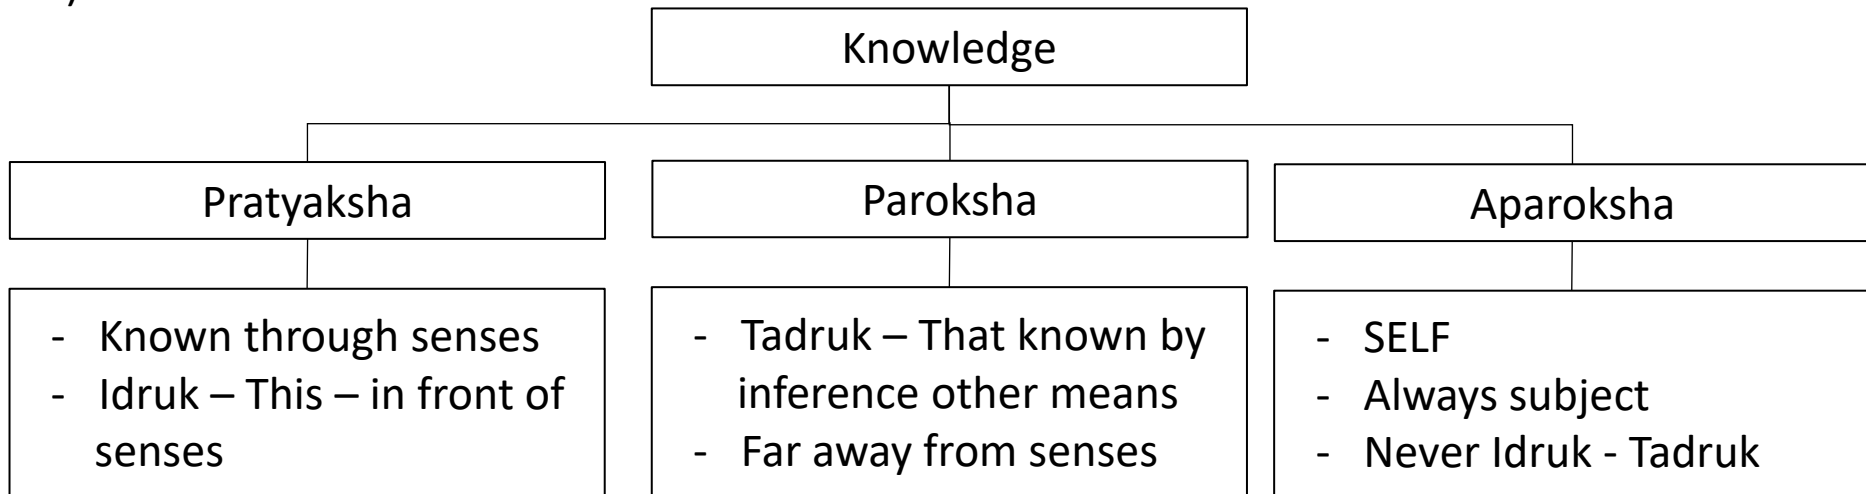 Knowledge
Pratyaksha
Paroksha
Aparoksha
- Known through senses
- Idruk – This – in front of
senses
- Tadruk – That known by
inference other means
- Far away from senses
- SELF
- Always subject
- Never Idruk - Tadruk